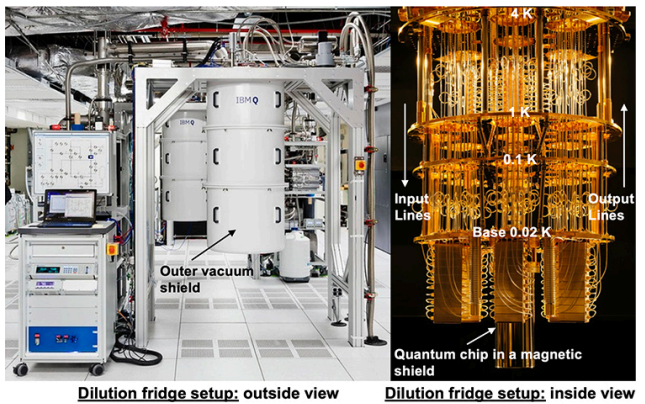 IBM Q
Outer vacuum
shield
4 K
1 K
0.1 K
Input
Lines
Output
Lines
Base 0.02 K
Quantum chip in a magnetic
shield
Dilution fridge setup: outside view
Dilution fridge setup: inside view